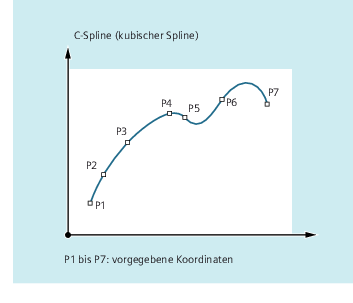 C-Spline (kubischer Spline)
P4
P5
P6
P7
P3
P2
P1
P1 bis P7: vorgegebene Koordinaten